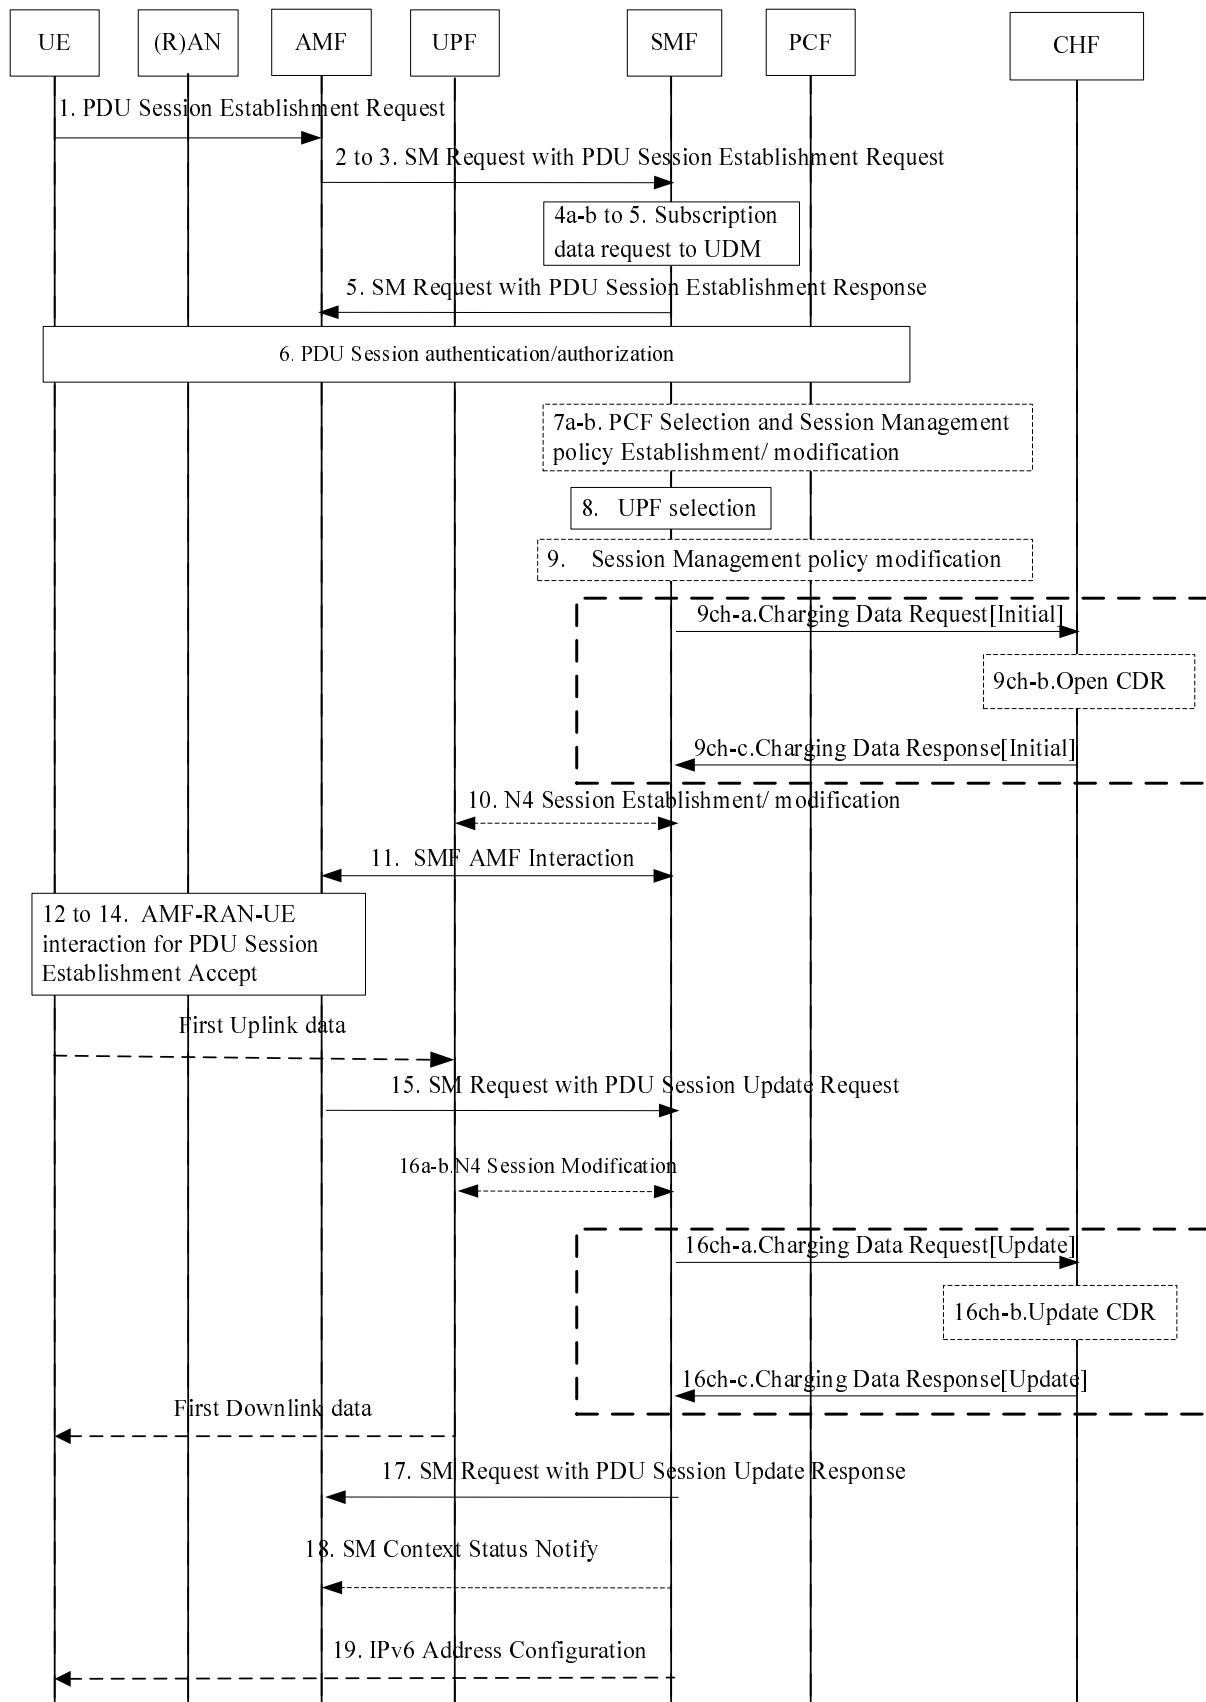 UE
(R)AN
AMF
UPF
SMF
PCF
CHF
1. PDU Session Establishment Request
2 to 3. SM Request with PDU Session Establishment Request
4a-b to 5. Subscription
data request to UDM
5. SM Request with PDU Session Establishment Response
6. PDU Session authentication/authorization
7a-b. PCF Selection and Session Management
policy Establishment/ modification
8. UPF selection
9. Session Management policy modification
9ch-a.Charging Data Request[Initial]
9ch-b.Open CDR
9ch-c.Charging Data Response[Initial]
10. N4 Session Establishment/ modification
11. SMF AMF Interaction
12 to 14. AMF-RAN-UE
interaction for PDU Session
Establishment Accept
First Uplink data
15. SM Request with PDU Session Update Request
16a-b.N4 Session Modification
16ch-a.Charging Data Request[Update]
16ch-b.Update CDR
16ch-c.Charging Data Response[Update]
First Downlink data
17. SM Request with PDU Session Update Response
18. SM Context Status Notify
19. IPv6 Address Configuration